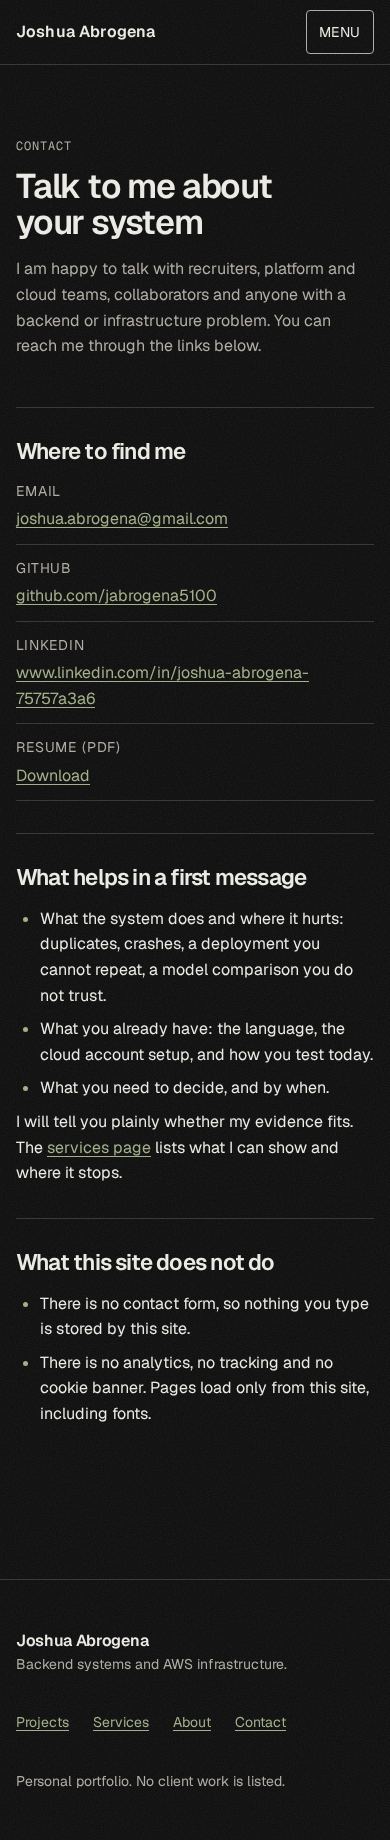 Joshua Abrogena
MENU
CONTACT
Talk to me about
your system
I am happy to talk with recruiters, platform and
cloud teams, collaborators and anyone with a
backend or infrastructure problem. You can
reach me through the links below.
Where to find me
EMAIL
joshua.abrogena@gmail.com
GITHUB
github.com/jabrogena5100
LINKEDIN
www.linkedin.com/in/joshua-abrogena-
75757a3a6
RESUME (PDF)
Download
What helps in a first message
• What the system does and where it hurts:
duplicates, crashes, a deployment you
cannot repeat, a model comparison you do
not trust.
• What you already have: the language, the
cloud account setup, and how you test today.
• What you need to decide, and by when.
I will tell you plainly whether my evidence fits.
The services page lists what I can show and
where it stops.
What this site does not do
• There is no contact form, so nothing you type
is stored by this site.
• There is no analytics, no tracking and no
cookie banner. Pages load only from this site,
including fonts.
Joshua Abrogena
Backend systems and AWS infrastructure.
Projects Services About Contact
Personal portfolio. No client work is listed.